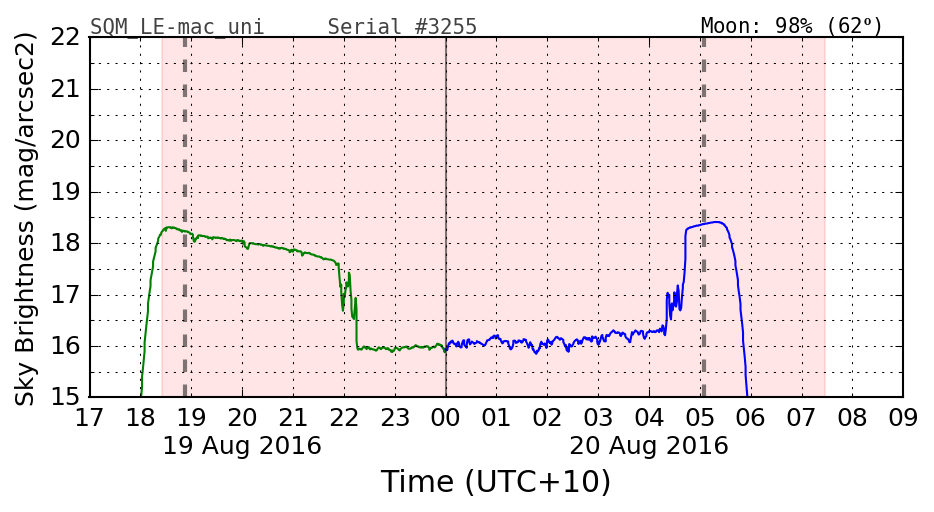 SQM_LE-mac_uni Serial #3255 Moon: 98% (62°)
Sky Brightness (mag/arcsec2)
22
21
20
19
18
17
16
15
17 18 19 20 21 22 23 00 01 02 03 04 05 06 07 08 09
19 Aug 2016 20 Aug 2016
Time (UTC+10)